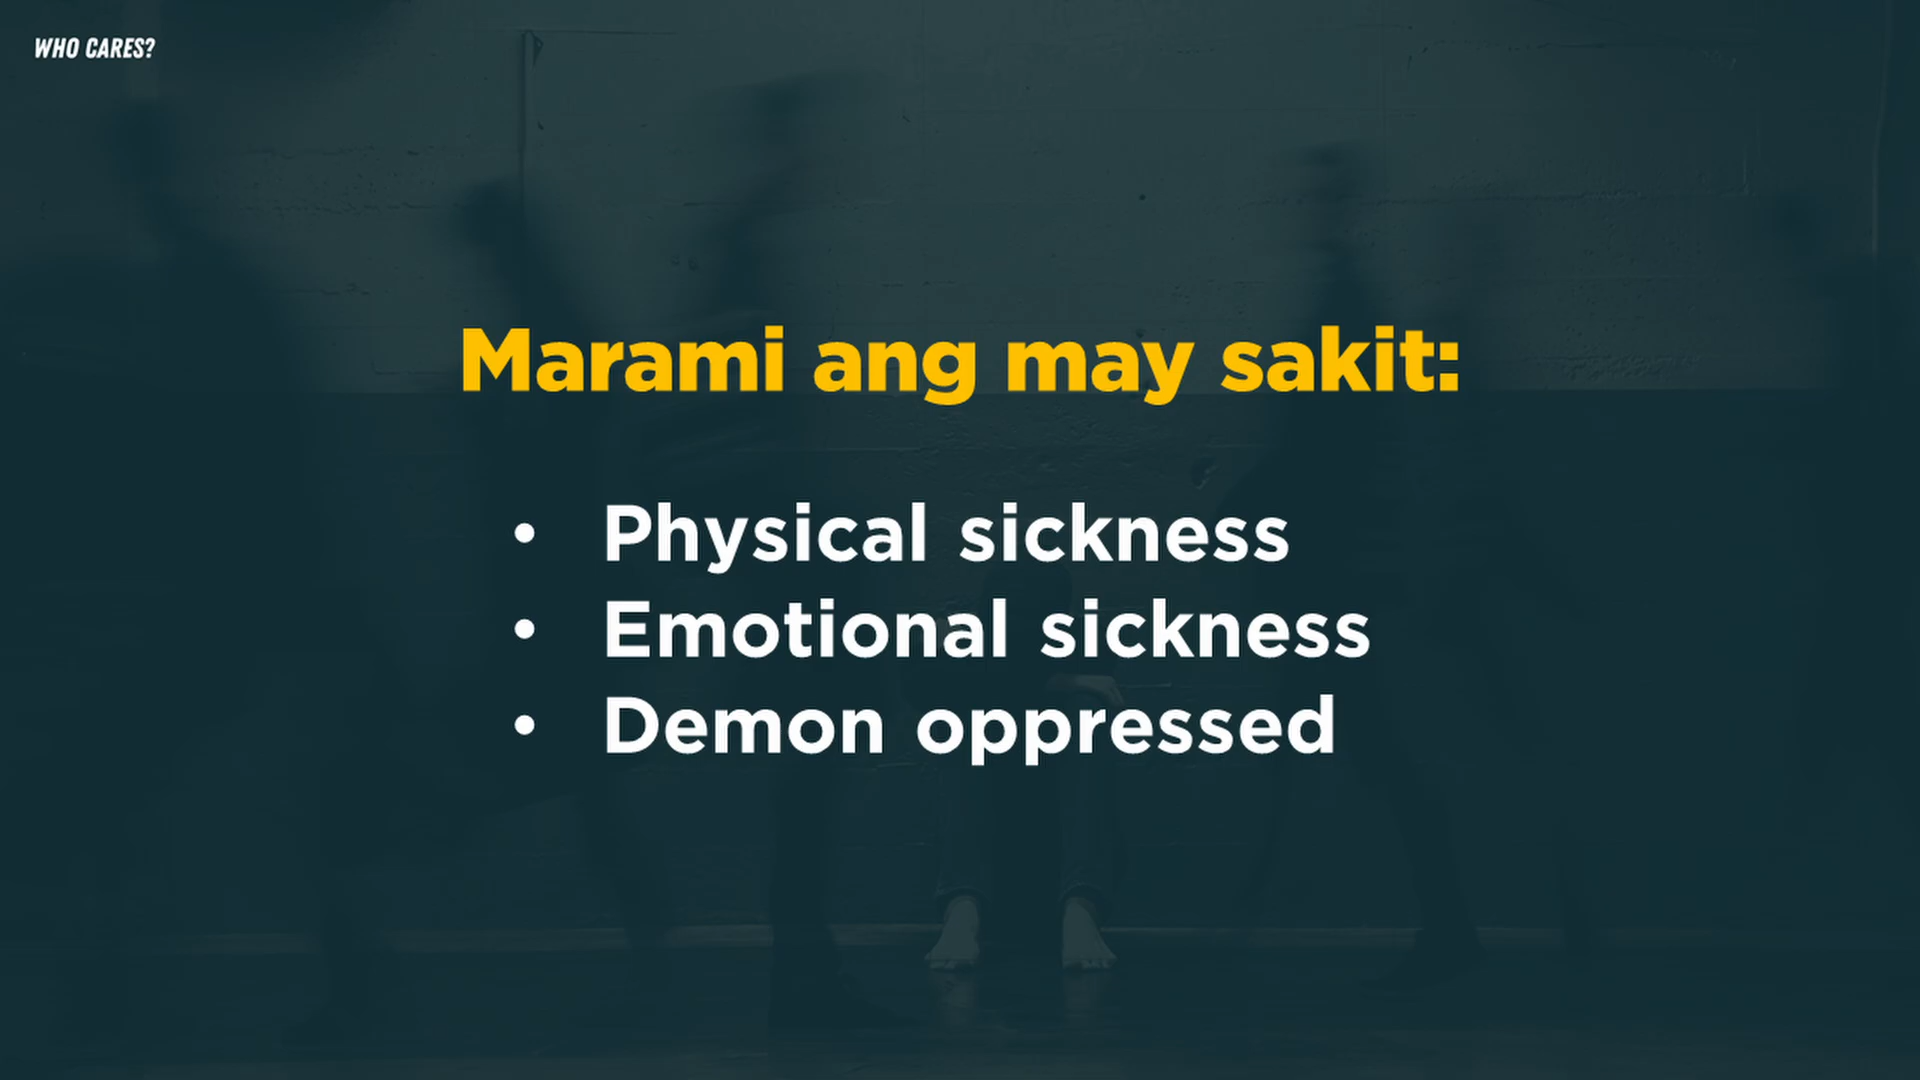 WHO CARES?
Marami ang may sakit:
• Physical sickness
• Emotional sickness
• Demon oppressed